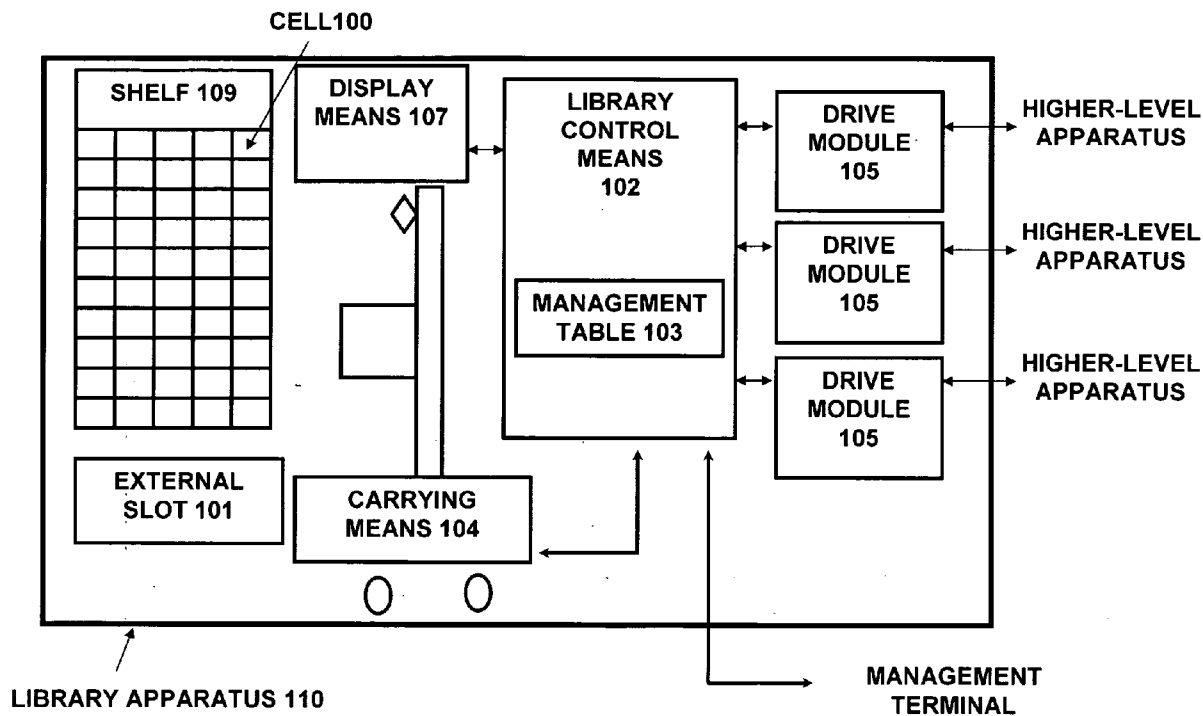 CELL100
SHELF 109
DISPLAY
MEANS 107
LIBRARY
CONTROL
MEANS
102
MANAGEMENT
TABLE 103
DRIVE
MODULE
105
HIGHER-LEVEL
APPARATUS
DRIVE
MODULE
105
HIGHER-LEVEL
APPARATUS
DRIVE
MODULE
105
HIGHER-LEVEL
APPARATUS
EXTERNAL
SLOT 101
CARRYING
MEANS 104
LIBRARY APPARATUS 110
MANAGEMENT
TERMINAL